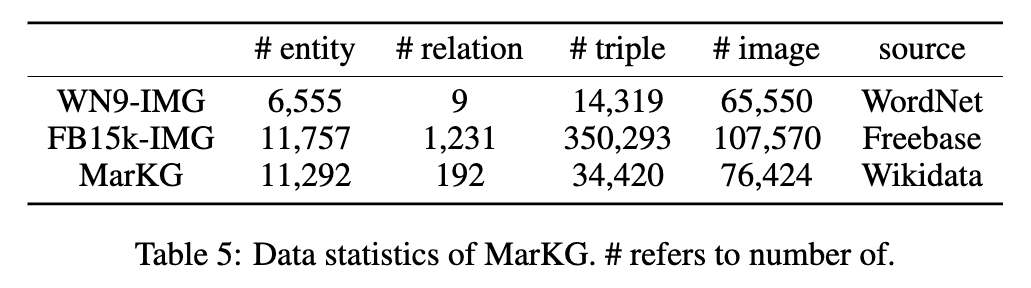 # entity # relation # triple # image source
WN9-IMG 6,555 9 14,319 65,550 WordNet
FB15k-IMG 11,757 1,231 350,293 107,570 Freebase
MarKG 11,292 192 34,420 76,424 Wikidata
Table 5: Data statistics of MarKG. # refers to number of.